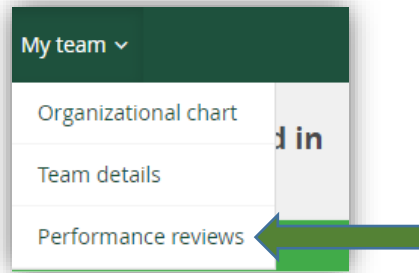 My team
Organizational chart
d in
Team details
Performance reviews